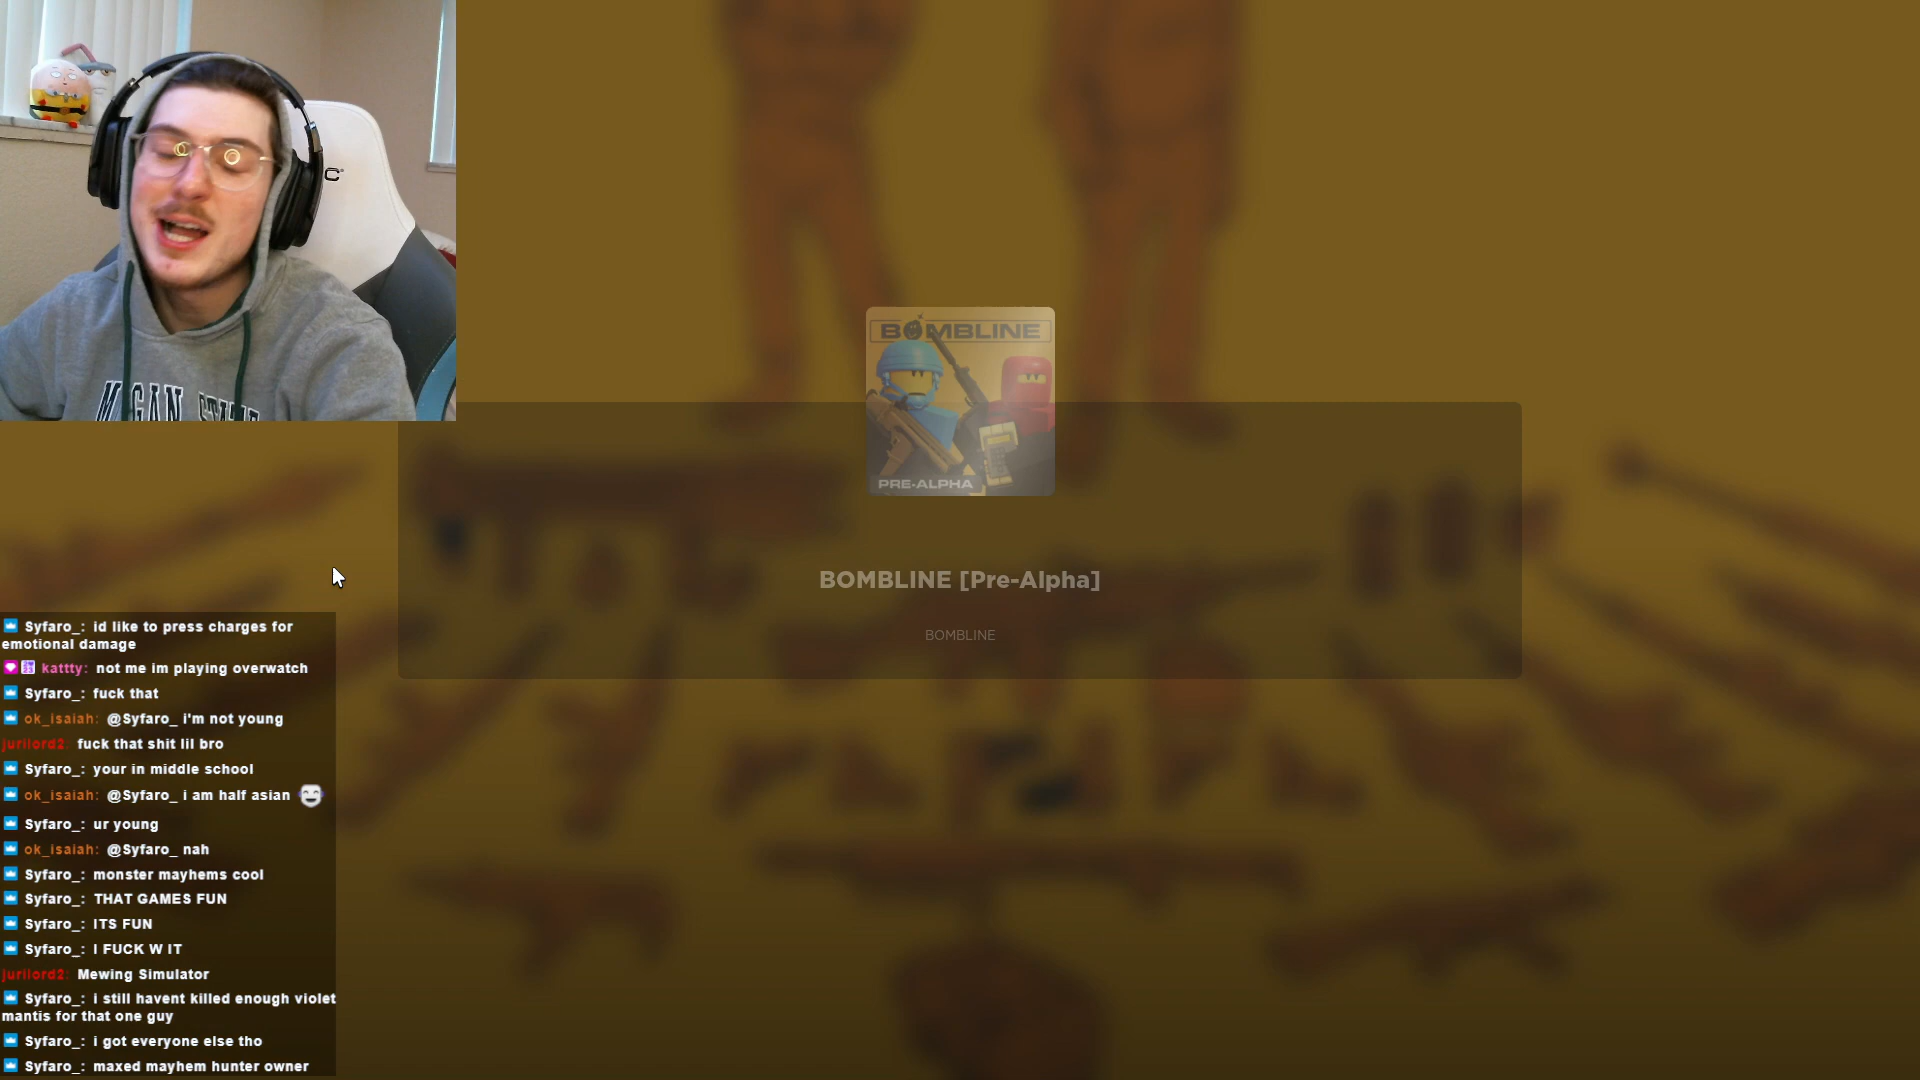 BOMBLINE
PRE-ALPHA
BOMBLINE [Pre-Alpha]
BOMBLINE
Syfaro_: id like to press charges for
emotional damage
kattty: not me im playing overwatch
Syfaro_: fuck that
ok_isaiah: @Syfaro_ i'm not young
jurilord2: fuck that shit lil bro
Syfaro_: your in middle school
ok_isaiah: @Syfaro_ i am half asian
Syfaro_: ur young
ok_isaiah: @Syfaro_ nah
Syfaro_: monster mayhems cool
Syfaro_: THAT GAMES FUN
Syfaro_: ITS FUN
Syfaro_: I FUCK W IT
jurilord2: Mewing Simulator
Syfaro_: i still havent killed enough violet
mantis for that one guy
Syfaro_: i got everyone else tho
Syfaro_: maxed mayhem hunter owner